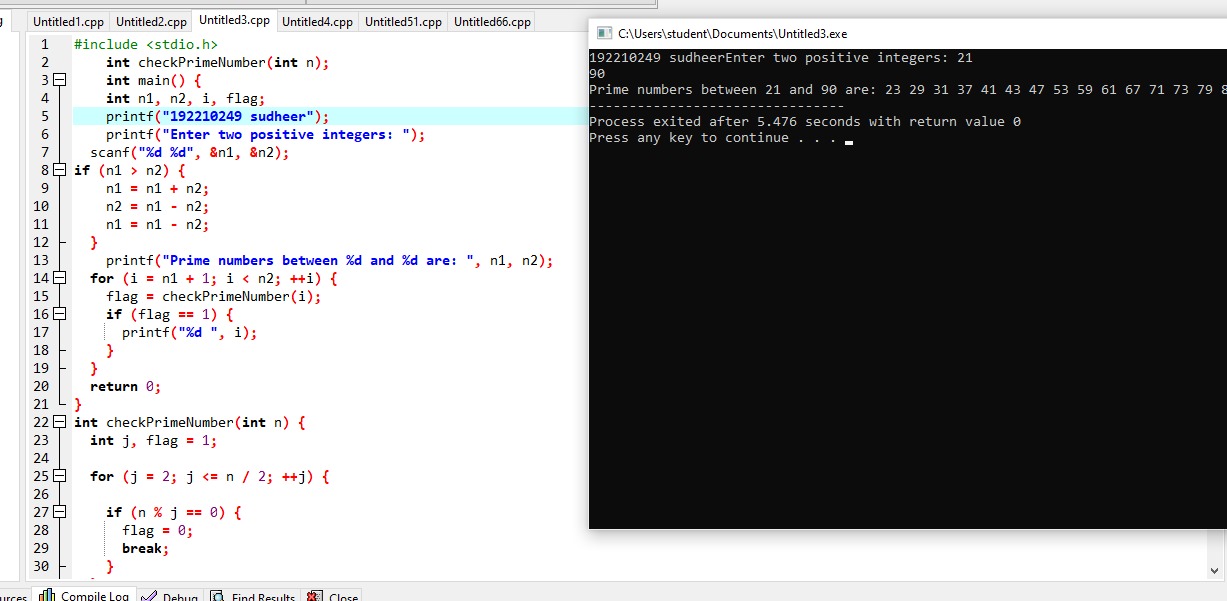 Untitled1.cpp Untitled2.cpp Untitled3.cpp Untitled4.cpp Untitled51.cpp Untitled66.cpp
1 #include <stdio.h>
2 int checkPrimeNumber(int n);
3 int main() {
4 int n1, n2, i, flag;
5 printf("192210249 sudheer");
6 printf("Enter two positive integers: ");
7 scanf("%d %d", &n1, &n2);
8 if (n1 > n2) {
9 n1 = n1 + n2;
10 n2 = n1 - n2;
11 n1 = n1 - n2;
12 }
13 printf("Prime numbers between %d and %d are: ", n1, n2);
14 for (i = n1 + 1; i < n2; ++i) {
15 flag = checkPrimeNumber(i);
16 if (flag == 1) {
17 printf("%d ", i);
18 }
19 }
20 return 0;
21 }
22 int checkPrimeNumber(int n) {
23 int j, flag = 1;
24
25 for (j = 2; j <= n / 2; ++j) {
26
27 if (n % j == 0) {
28 flag = 0;
29 break;
30 }
C:\Users\student\Documents\Untitled3.exe
192210249 sudheerEnter two positive integers: 21
90
Prime numbers between 21 and 90 are: 23 29 31 37 41 43 47 53 59 61 67 71 73 79 8
--------------------------------
Process exited after 5.476 seconds with return value 0
Press any key to continue . . .
urces Compile Log Debug Find Results Close